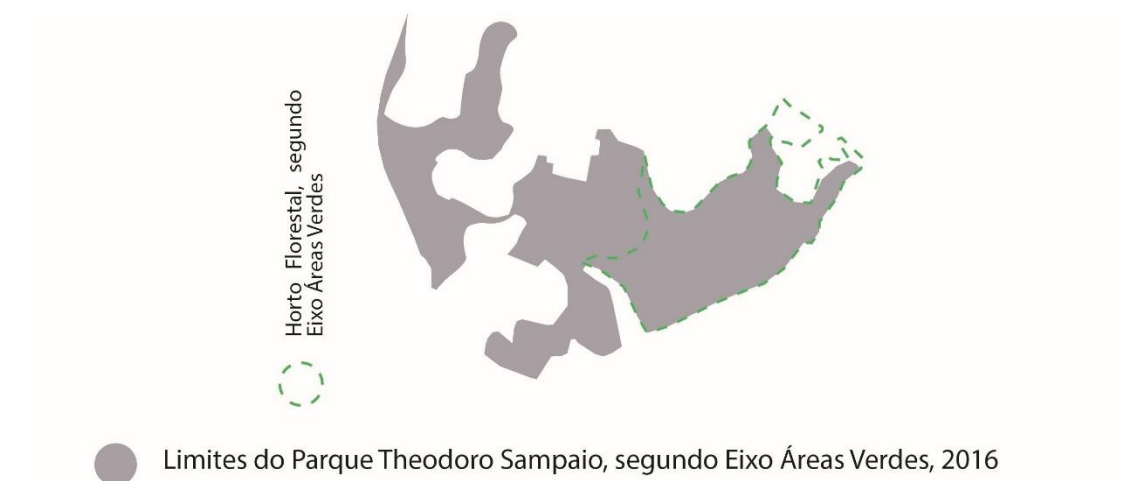 Horto Florestal, segundo
Eixo Áreas Verdes
Limites do Parque Theodoro Sampaio, segundo Eixo Áreas Verdes, 2016